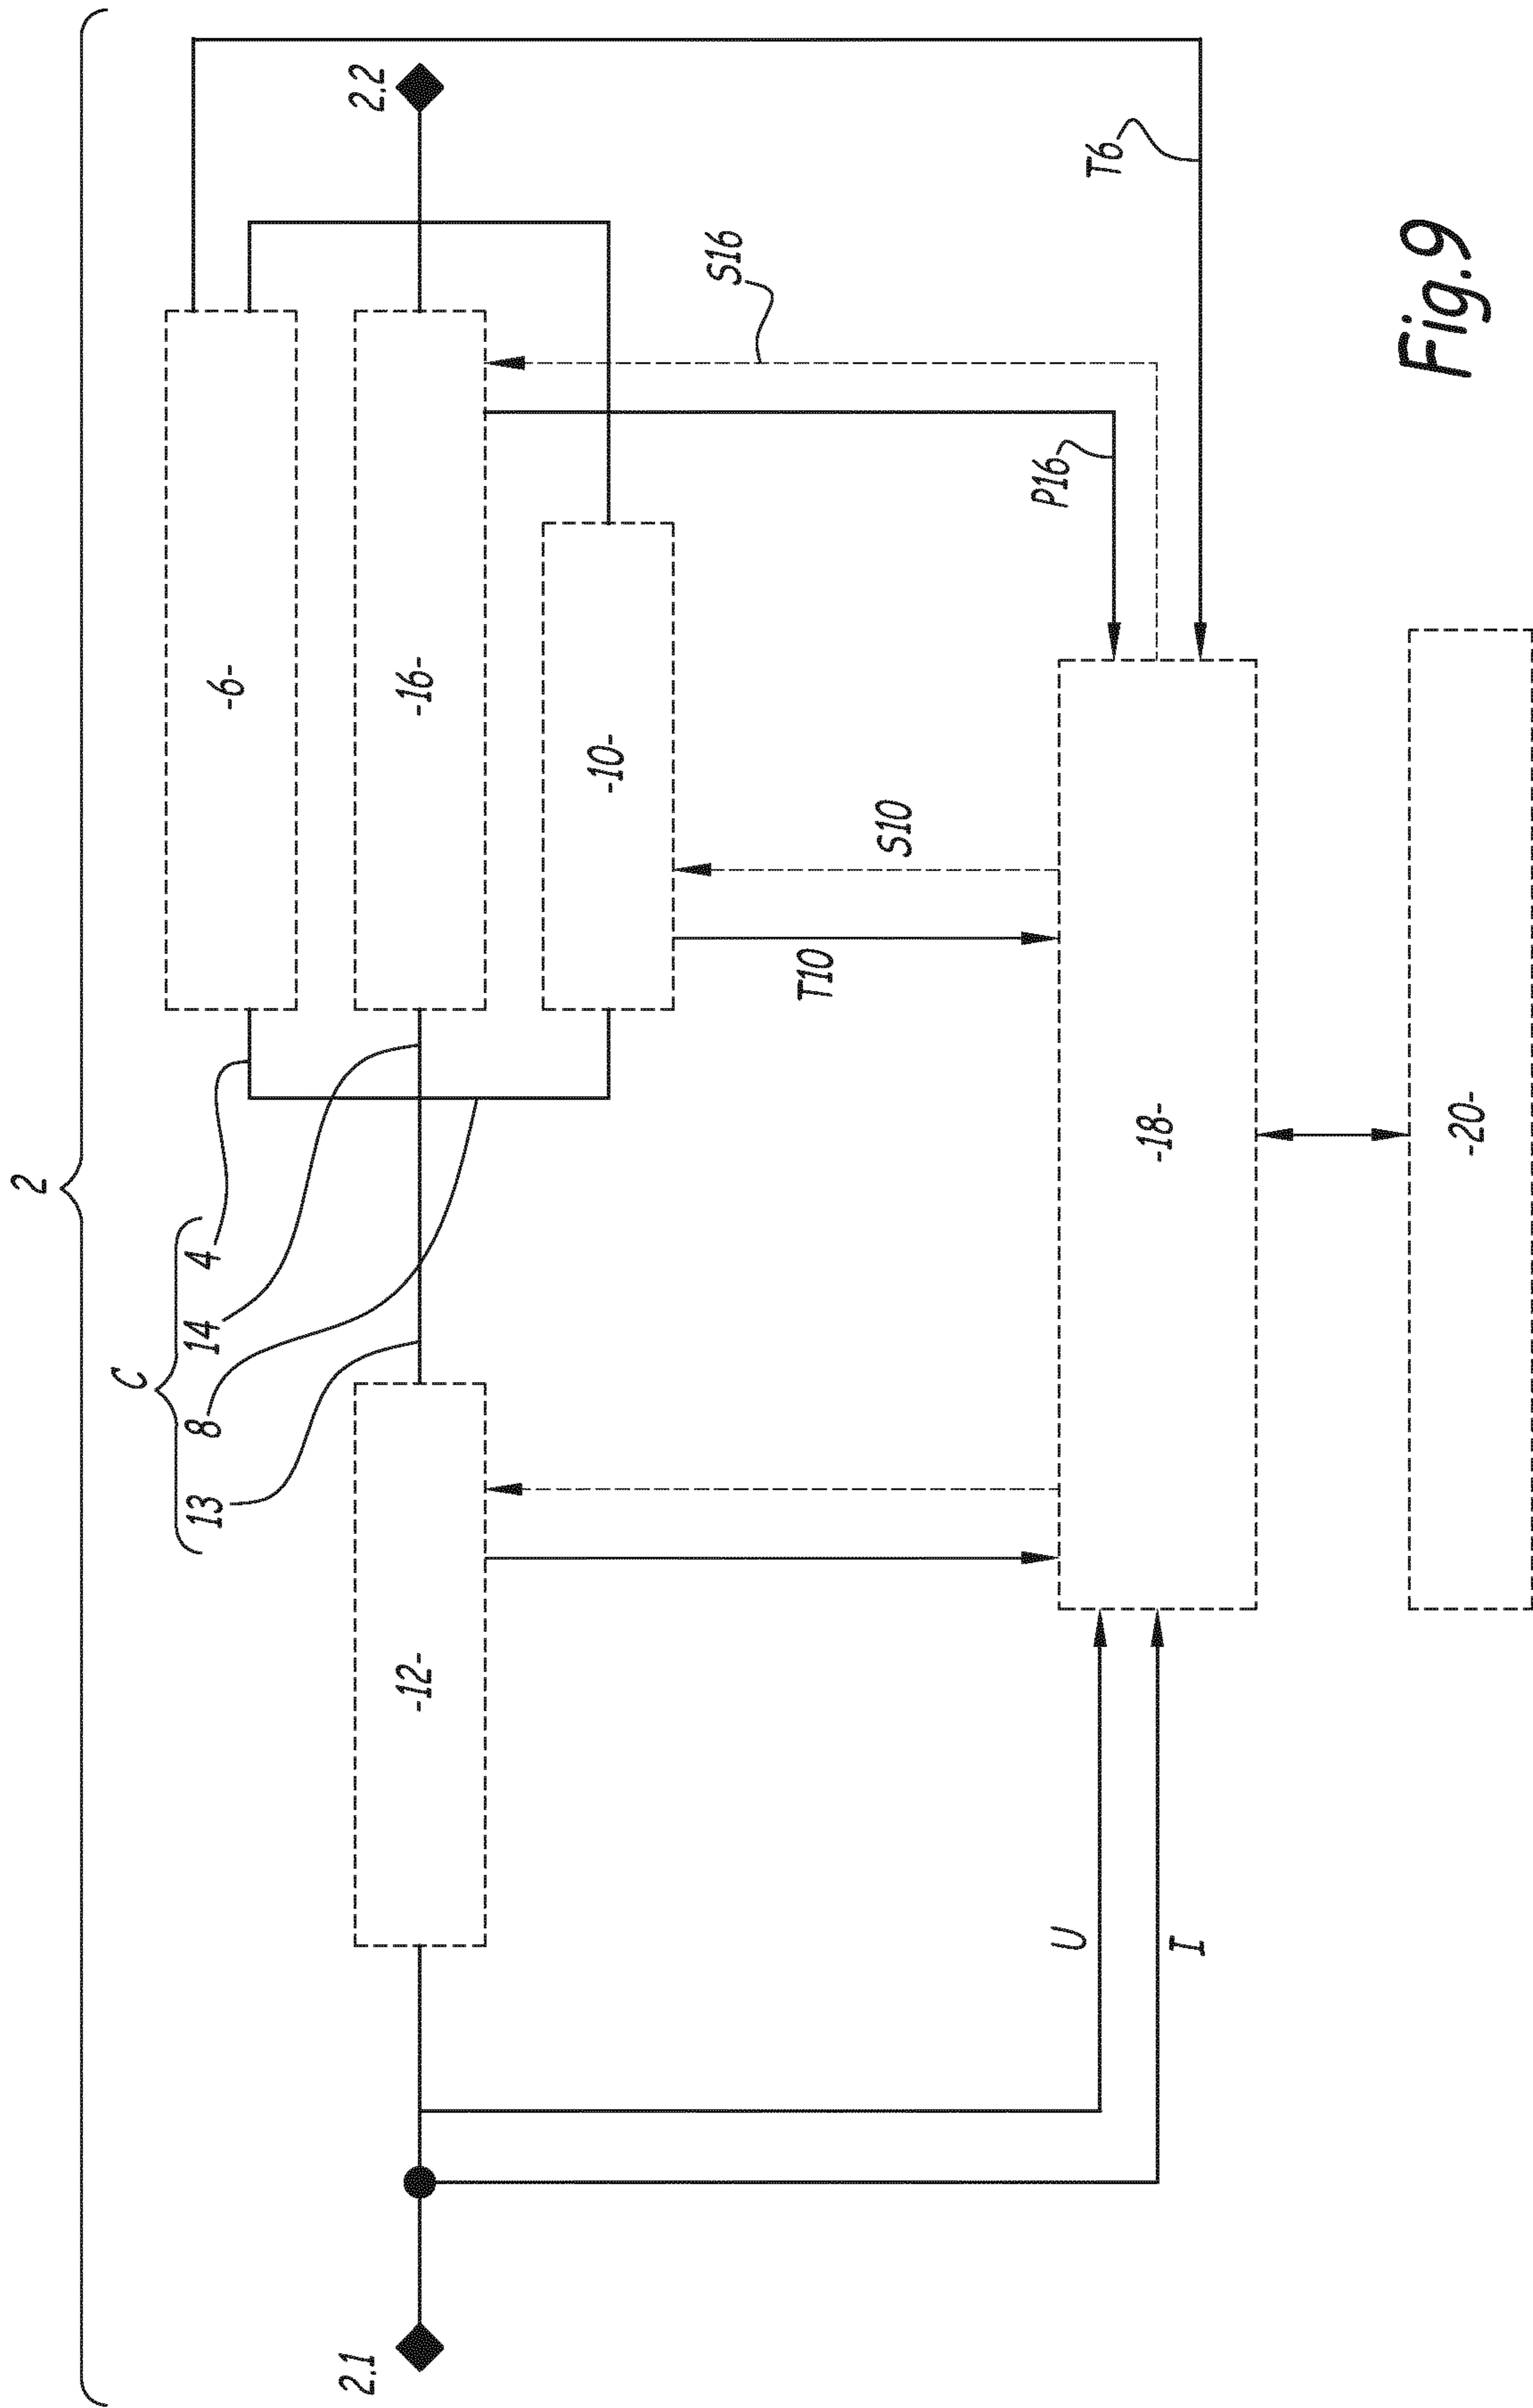 2
C
13
8
14
4
2.1
2.2
-6-
-12-
-16-
-10-
T10
S10
S16
P16
T6
U
I
-18-
-20-
Fig.9